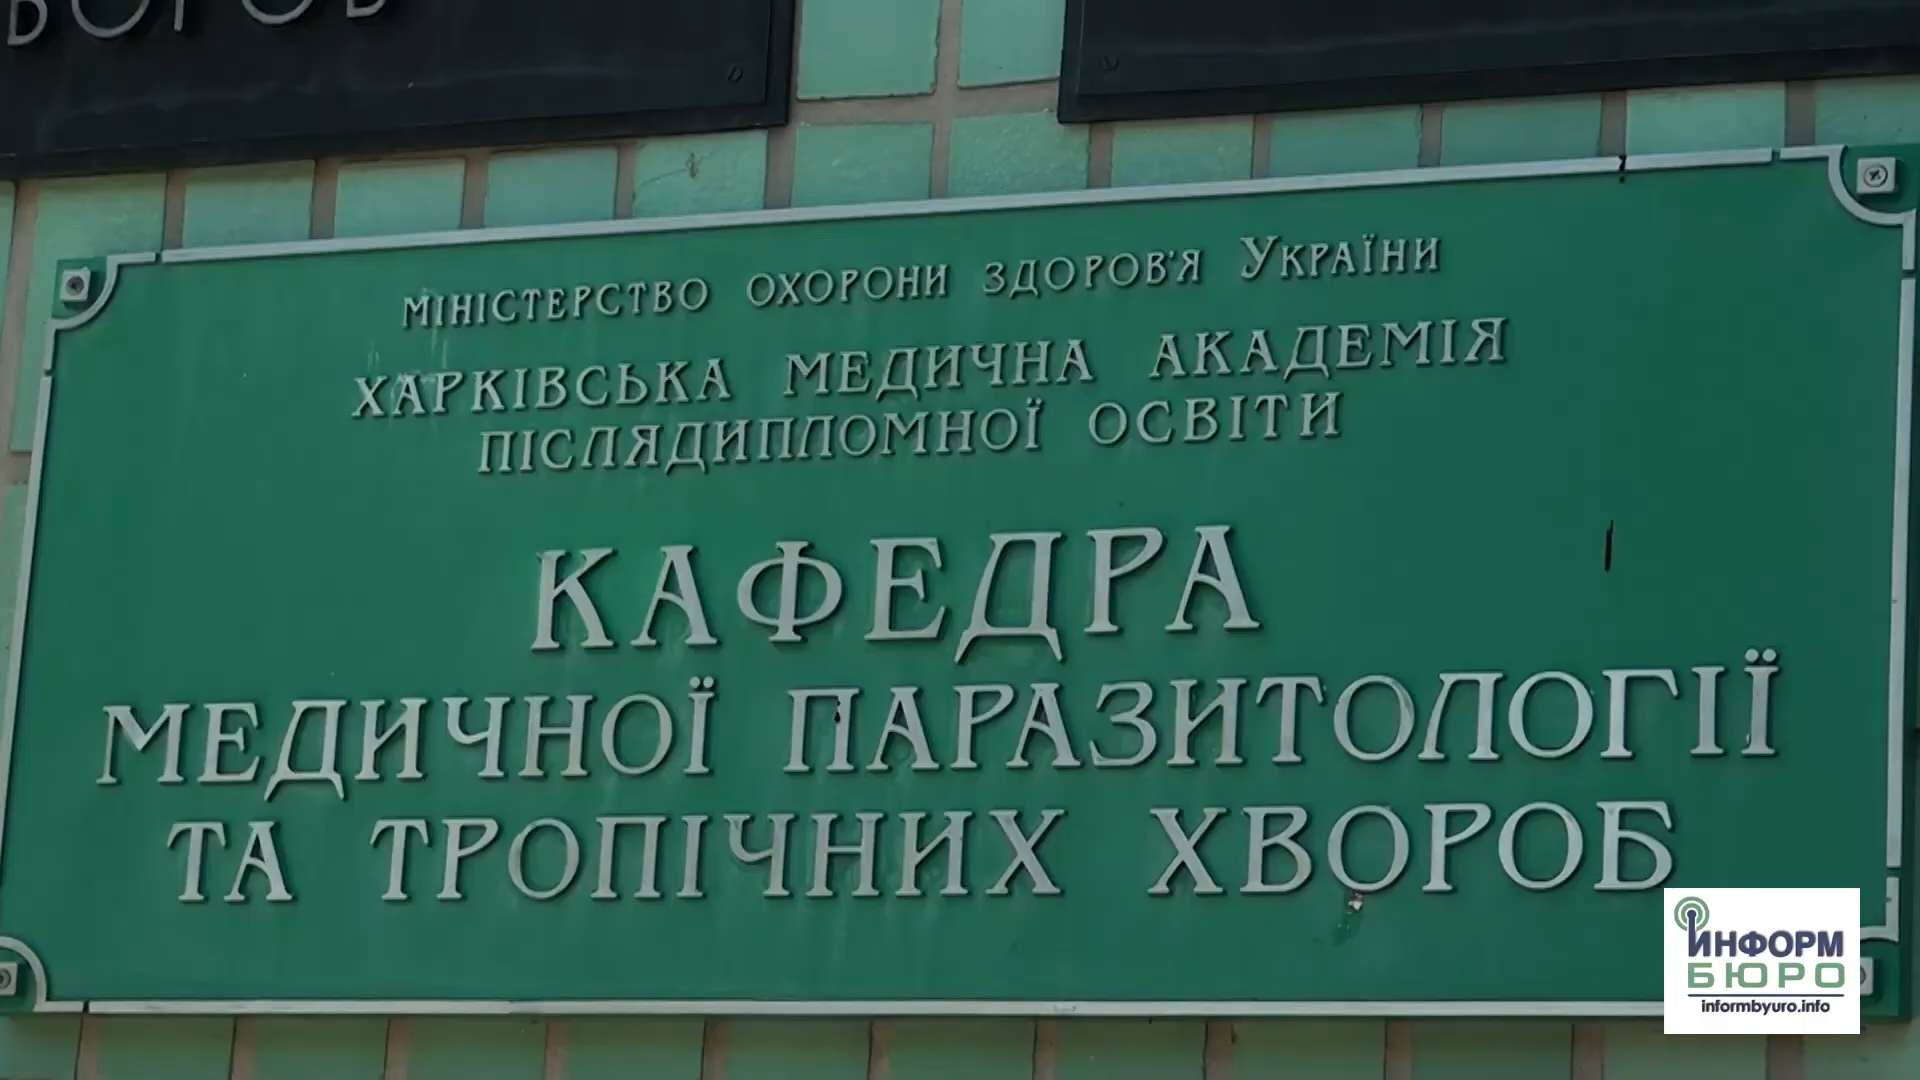 МІНІСТЕРСТВО ОХОРОНИ ЗДОРОВ'Я УКРАЇНИ
ХАРКІВСЬКА МЕДИЧНА АКАДЕМІЯ
ПІСЛЯДИПЛОМНОЇ ОСВІТИ
КАФЕДРА
МЕДИЧНОЇ ПАРАЗИТОЛОГІЇ
ТА ТРОПІЧНИХ ХВОРОБ
ИНФОРМ
БЮРО
informbyuro.info